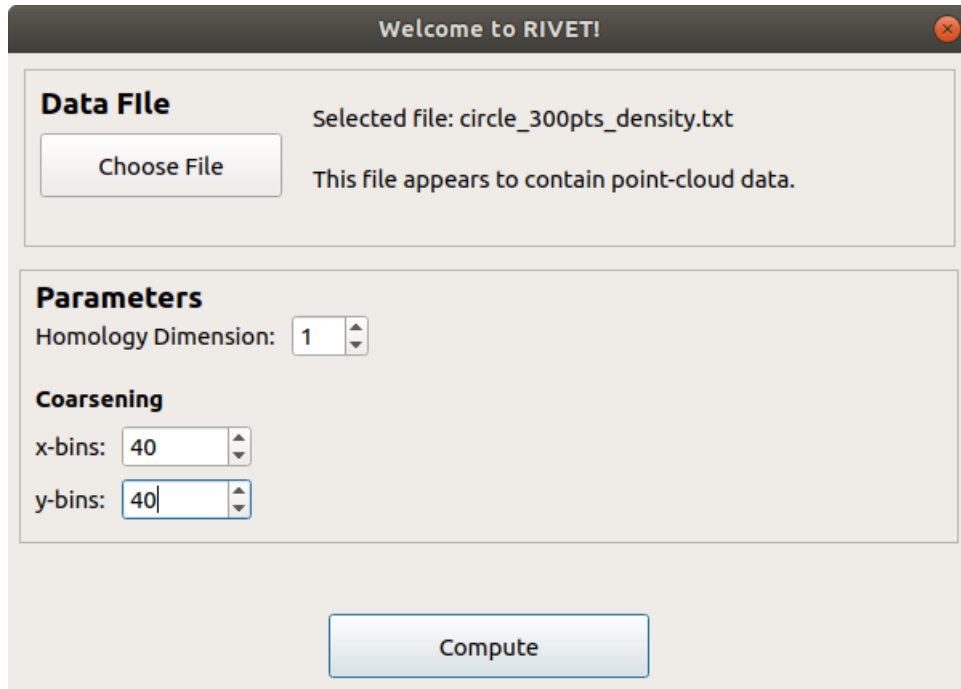 Welcome to RIVET!
Data FIle
Selected file: circle_300pts_density.txt
Choose File
This file appears to contain point-cloud data.
Parameters
Homology Dimension: 1
Coarsening
x-bins: 40
y-bins: 40
Compute